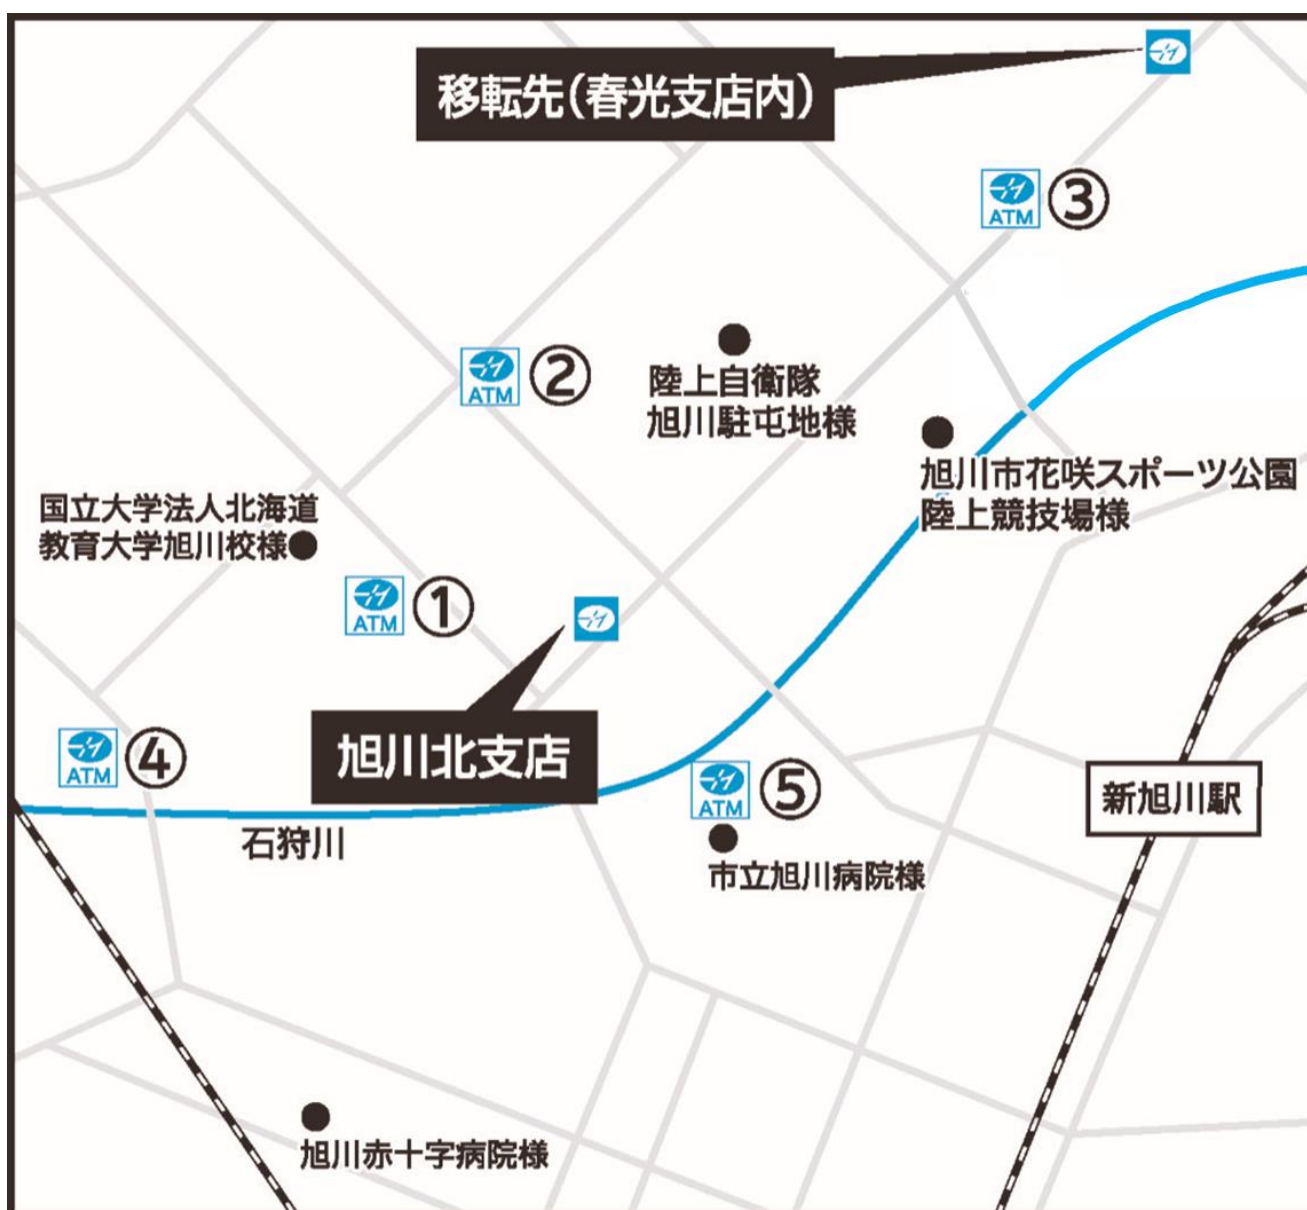 移転先(春光支店内)
ATM
③
ATM
②
陸上自衛隊
旭川駐屯地様
旭川市花咲スポーツ公園
陸上競技場様
国立大学法人北海道
教育大学旭川校様
ATM
①
旭川北支店
ATM
④
ATM
⑤
新旭川駅
石狩川
市立旭川病院様
旭川赤十字病院様